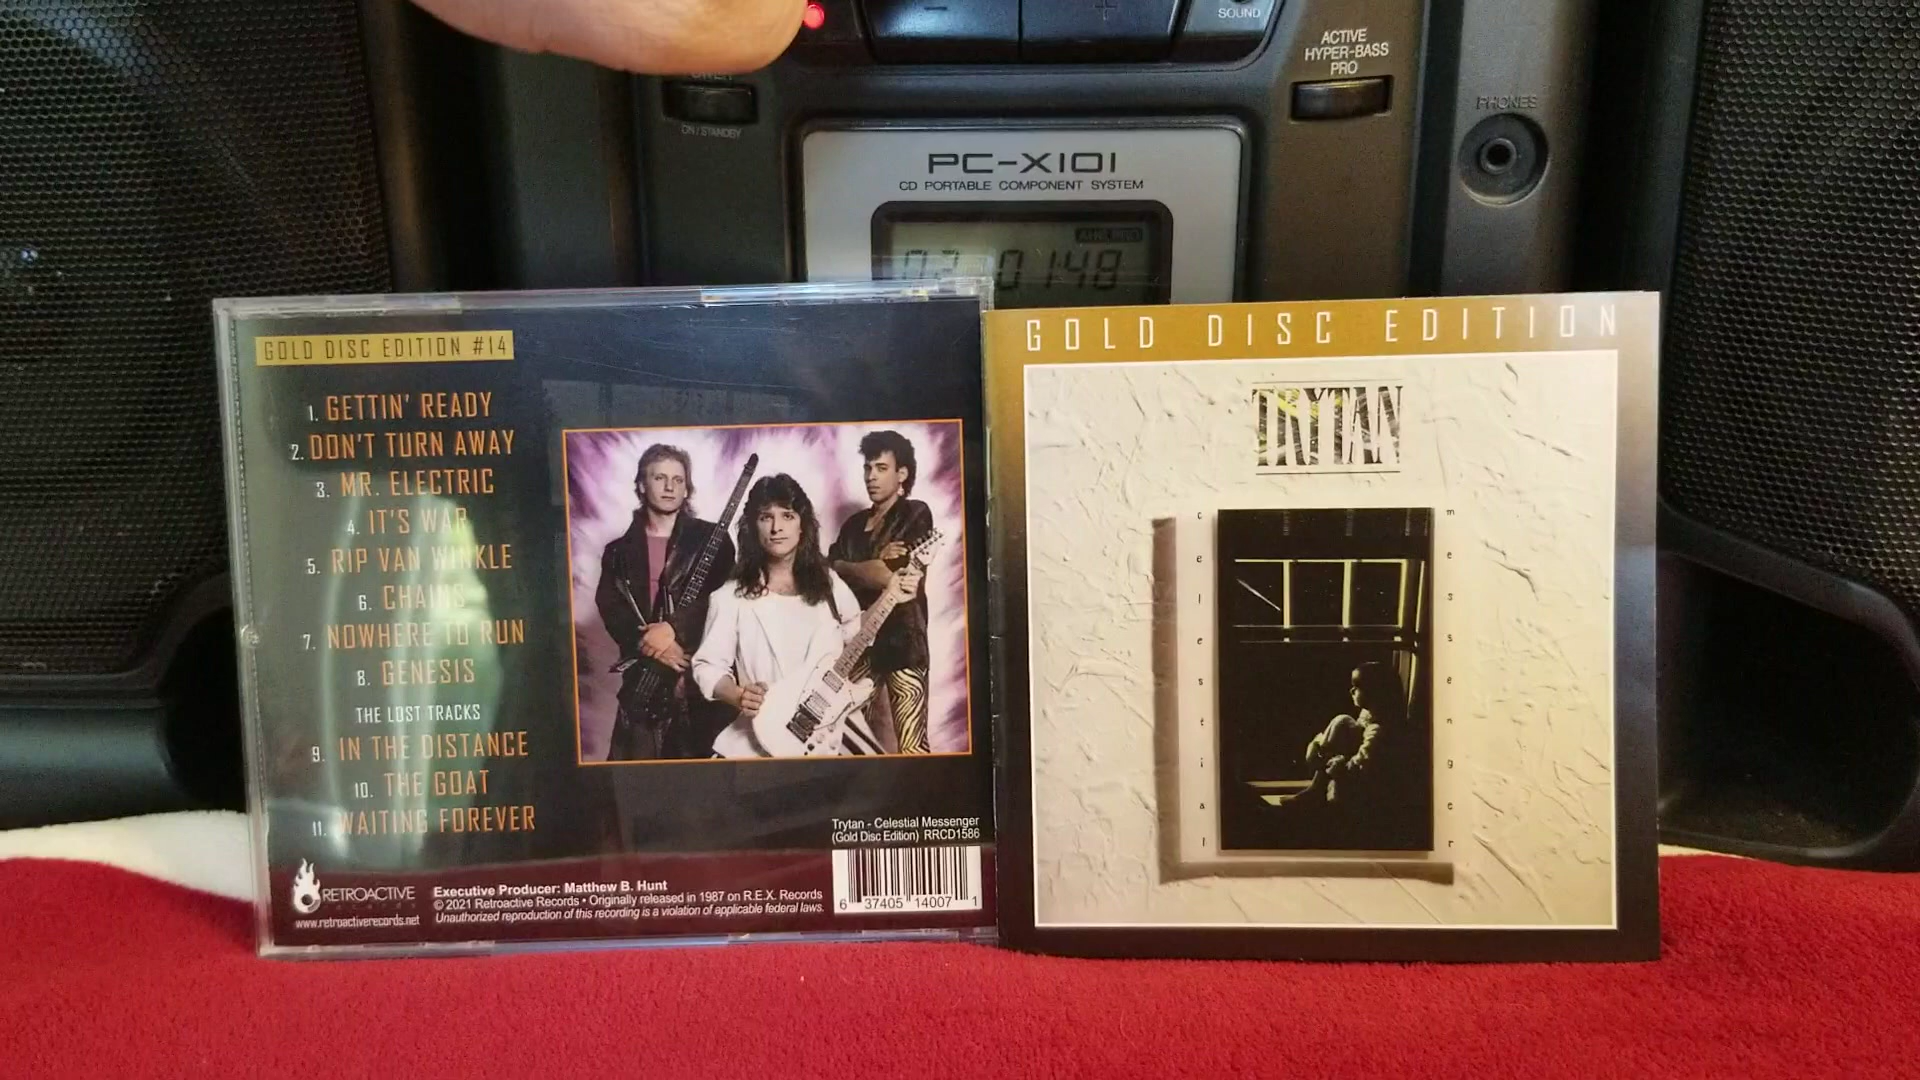 SOUND
ACTIVE
HYPER-BASS
PRO
PHONES
ON/STANDBY
PC-X101
CD PORTABLE COMPONENT SYSTEM
0148
GOLD DISC EDITION #14
1. GETTIN' READY
2. DON'T TURN AWAY
3. MR. ELECTRIC
4. IT'S WAR
5. RIP VAN WINKLE
6. CHAINS
7. NOWHERE TO RUN
8. GENESIS
THE LOST TRACKS
9. IN THE DISTANCE
10. THE GOAT
11. WAITING FOREVER
Trytan - Celestial Messenger
(Gold Disc Edition) RRCD1586
RETROACTIVE
www.retroactiverecords.net
Executive Producer: Matthew B. Hunt
© 2021 Retroactive Records • Originally released in 1987 on R.E.X. Records
Unauthorized reproduction of this recording is a violation of applicable federal laws.
6 37405 14007 1
GOLD DISC EDITION
TRYTAN
celestial
messenger